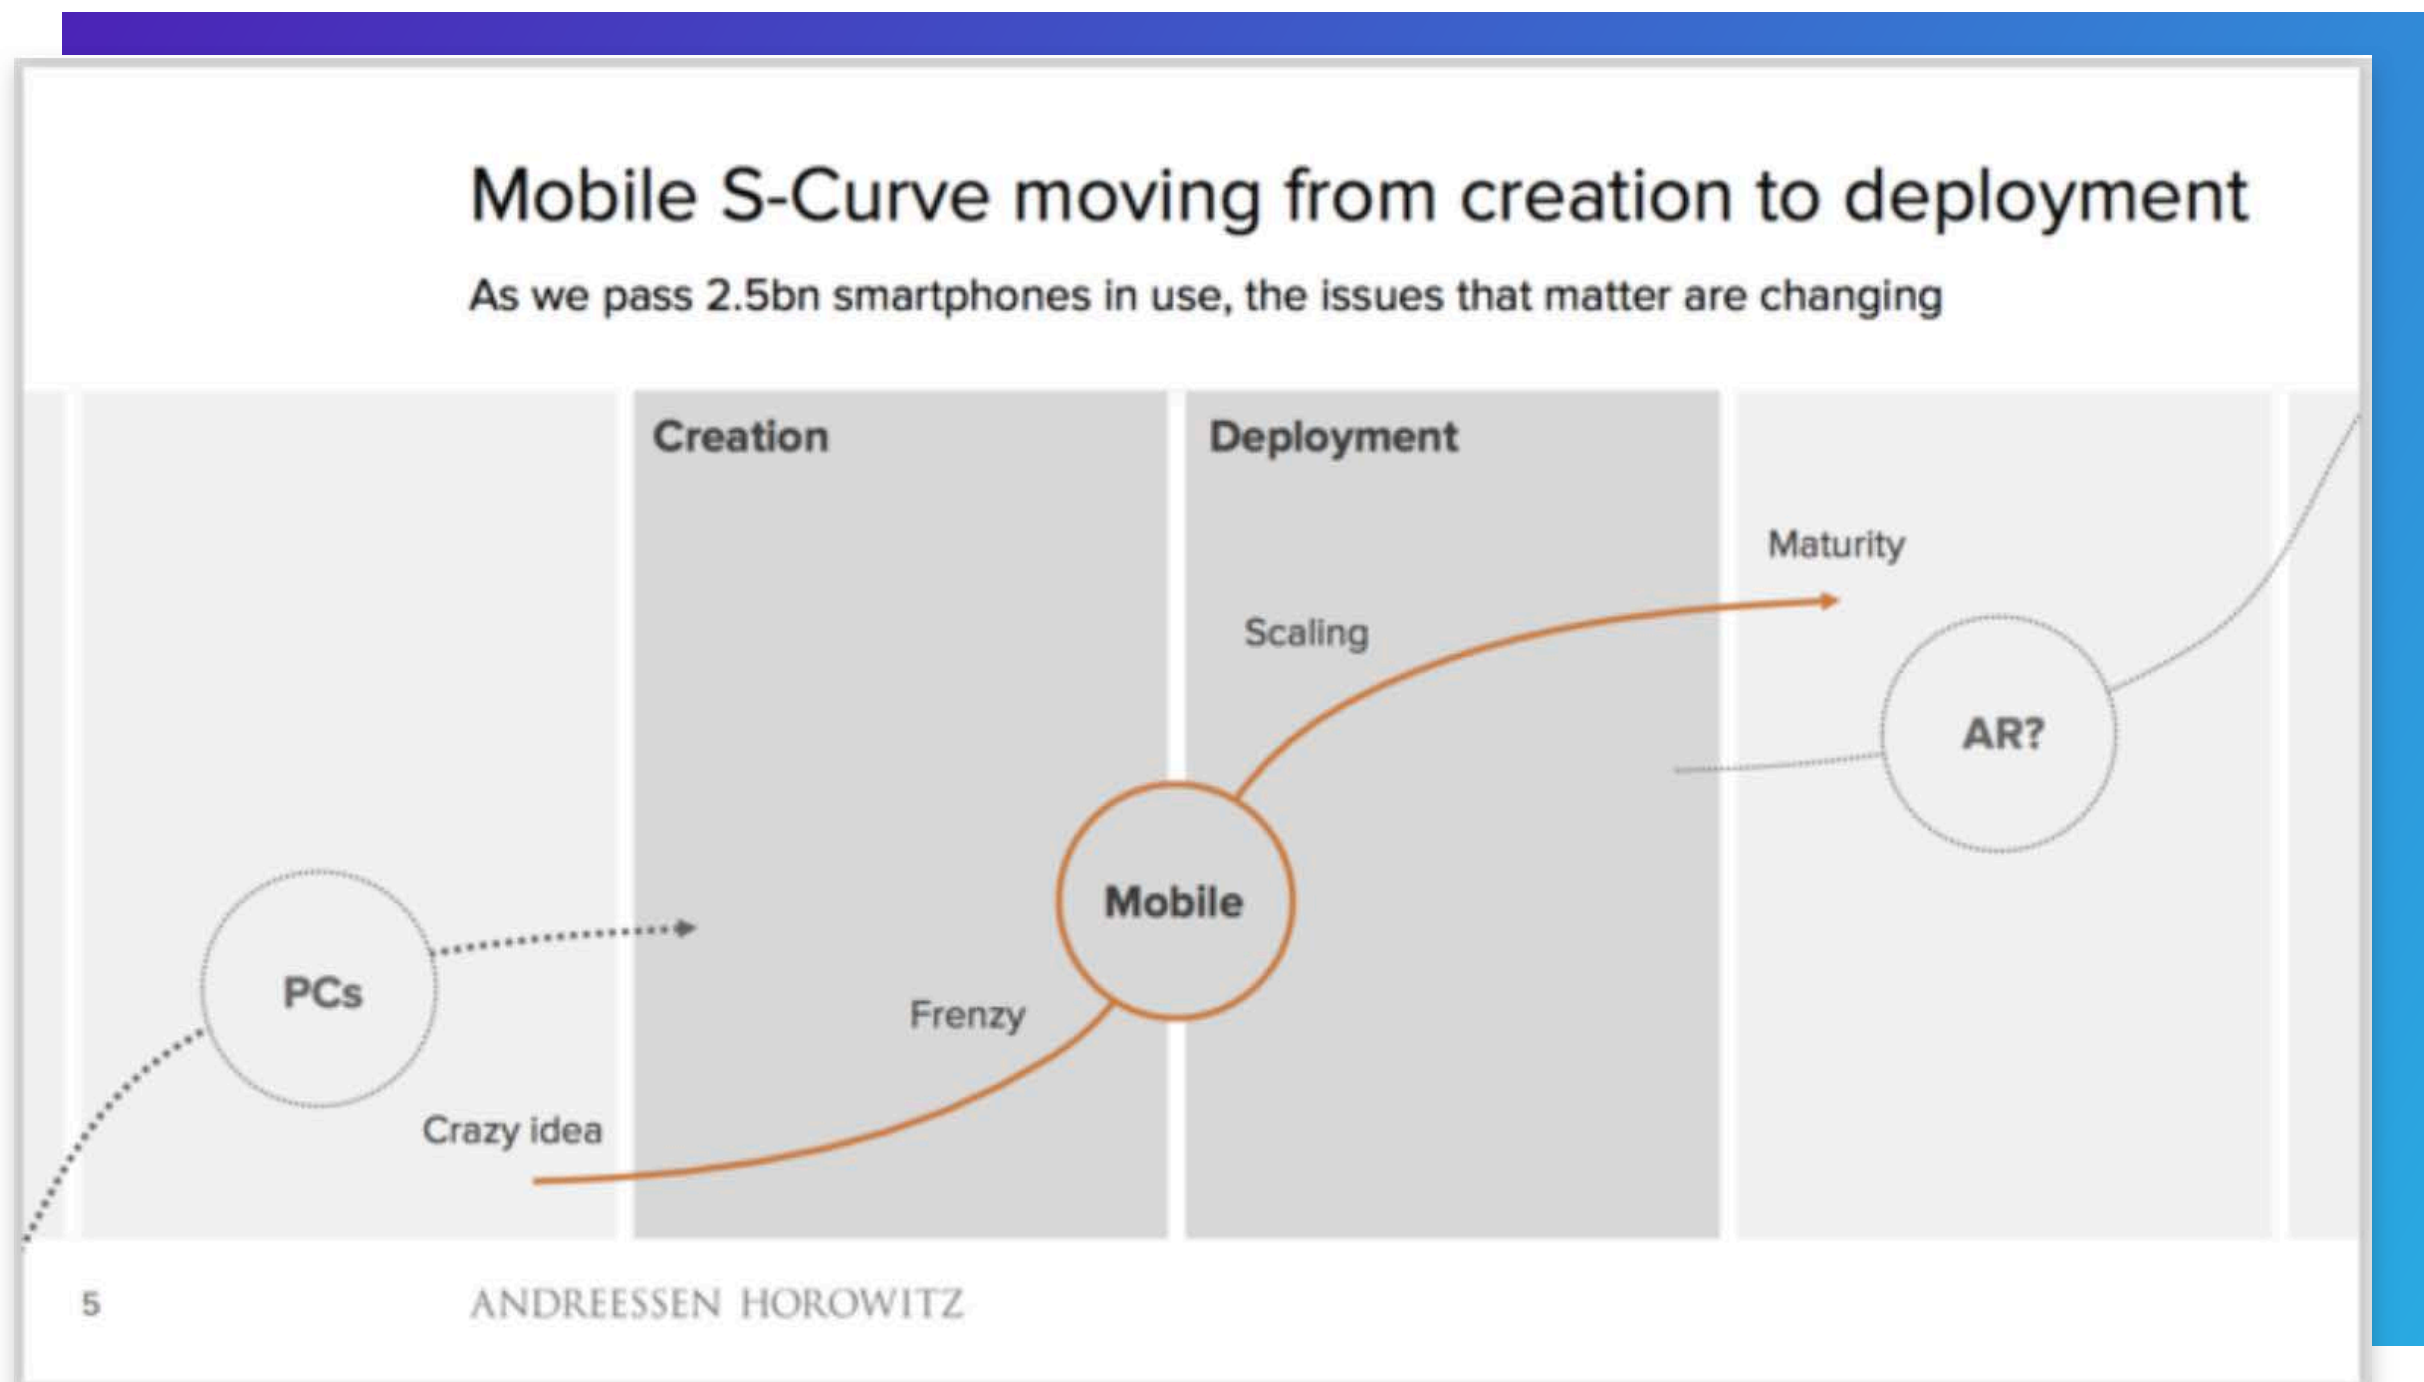 Mobile S-Curve moving from creation to deployment
As we pass 2.5bn smartphones in use, the issues that matter are changing
Creation
Deployment
Maturity
Scaling
AR?
Mobile
PCs
Frenzy
Crazy idea
5
ANDREESSEN HOROWITZ